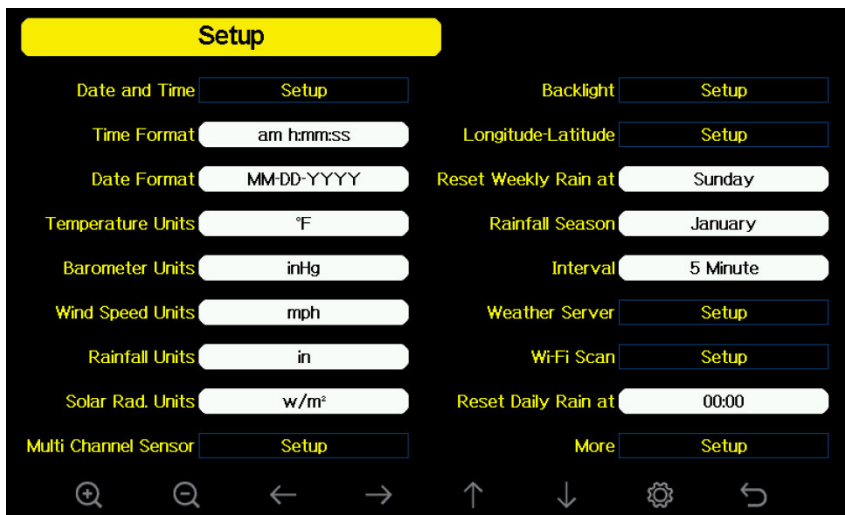 Setup
Date and Time Setup
Time Format am h:mm:ss
Date Format MM-DD-YYYY
Temperature Units °F
Barometer Units inHg
Wind Speed Units mph
Rainfall Units in
Solar Rad. Units w/m²
Multi Channel Sensor Setup
Backlight Setup
Longitude-Latitude Setup
Reset Weekly Rain at Sunday
Rainfall Season January
Interval 5 Minute
Weather Server Setup
Wi-Fi Scan Setup
Reset Daily Rain at 00:00
More Setup